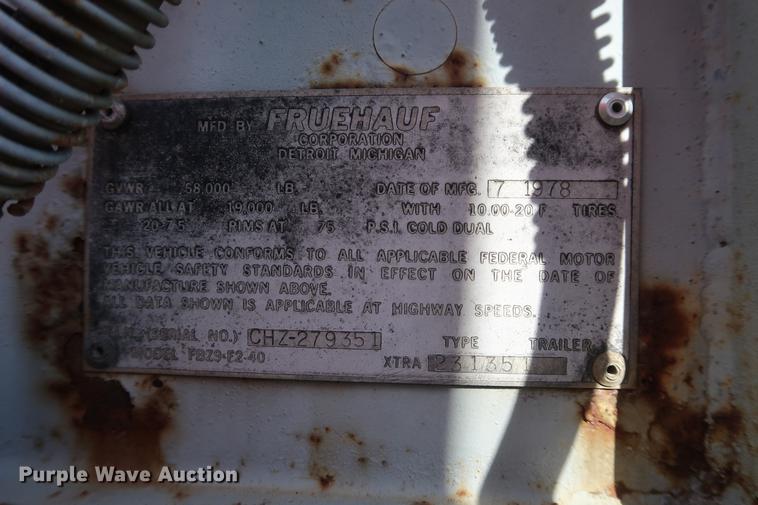 MFD BY FRUEHAUF
CORPORATION
DETROIT MICHIGAN
GVWR 58,000 LB. DATE OF MFG. 7 1978
GAWR ALL AT 19,000 LB. WITH 10.00-20 F TIRES
20-7.5 RIMS AT 75 P.S.I. COLD DUAL
THIS VEHICLE CONFORMS TO ALL APPLICABLE FEDERAL MOTOR
VEHICLE SAFETY STANDARDS IN EFFECT ON THE DATE OF
MANUFACTURE SHOWN ABOVE.
ALL DATA SHOWN IS APPLICABLE AT HIGHWAY SPEEDS.
(SERIAL NO.) CHZ-279351 TYPE TRAILER
MODEL FBZ9-F2-40 XTRA 231351
Purple Wave Auction